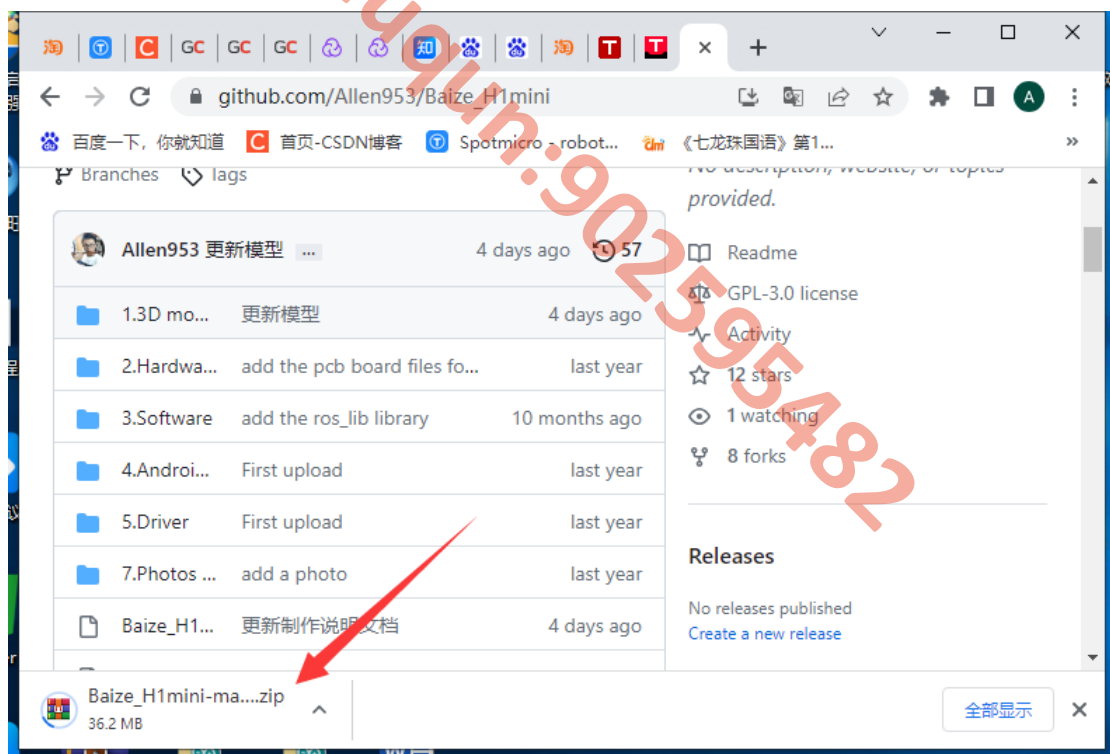 GC GC GC 知 T T
github.com/Allen953/Baize_H1mini A
百度一下，你就知道 首页-CSDN博客 Spotmicro - robot... 《七龙珠国语》第1...
Branches Tags
No description, website, or topics
provided.
Allen953 更新模型 ... 4 days ago 57
1.3D mo... 更新模型 4 days ago
2.Hardwa... add the pcb board files fo... last year
3.Software add the ros_lib library 10 months ago
4.Androi... First upload last year
5.Driver First upload last year
7.Photos ... add a photo last year
Baize_H1... 更新制作说明文档 4 days ago
Readme
GPL-3.0 license
Activity
12 stars
1 watching
8 forks
Releases
No releases published
Create a new release
Baize_H1mini-ma....zip
36.2 MB
全部显示
uqun:902595482